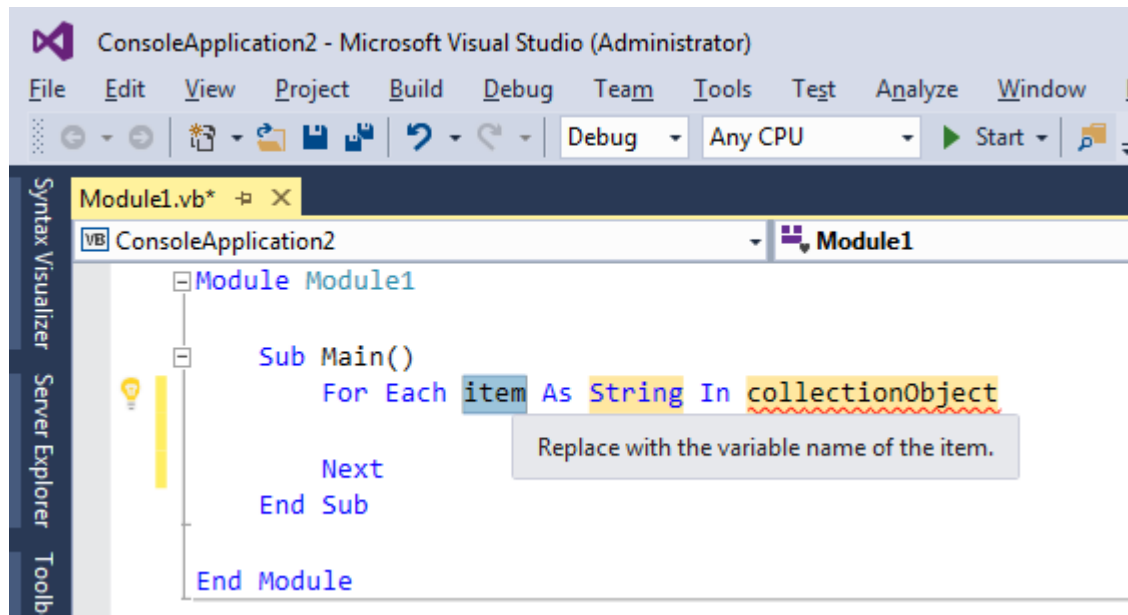 ConsoleApplication2 - Microsoft Visual Studio (Administrator)
File Edit View Project Build Debug Team Tools Test Analyze Window
Debug Any CPU Start
Module1.vb*
VB ConsoleApplication2 Module1
Module Module1
Sub Main()
For Each item As String In collectionObject
Replace with the variable name of the item.
Next
End Sub
End Module
Syntax Visualizer
Server Explorer
Toolb